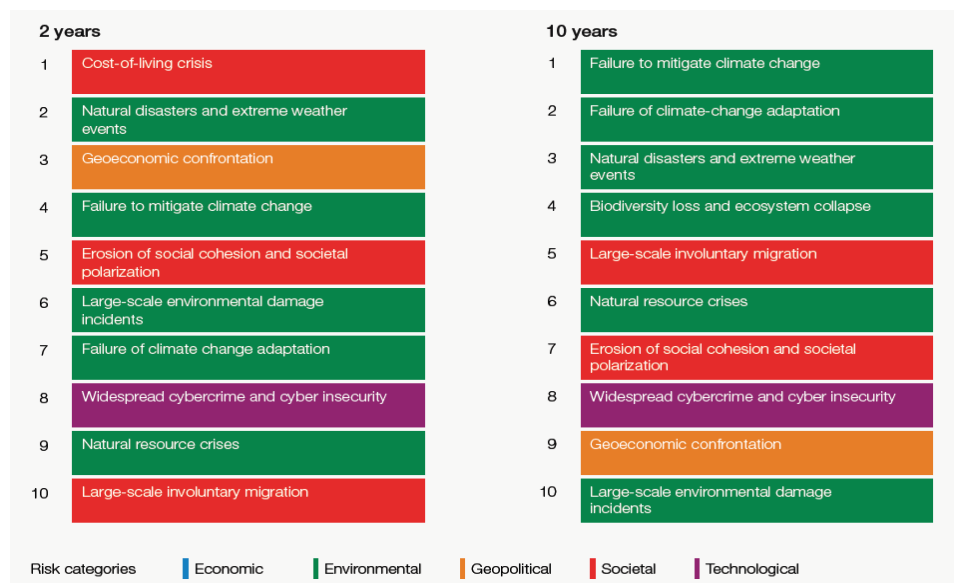 2 years
1 Cost-of-living crisis
2 Natural disasters and extreme weather
events
3 Geoeconomic confrontation
4 Failure to mitigate climate change
5 Erosion of social cohesion and societal
polarization
6 Large-scale environmental damage
incidents
7 Failure of climate change adaptation
8 Widespread cybercrime and cyber insecurity
9 Natural resource crises
10 Large-scale involuntary migration
10 years
1 Failure to mitigate climate change
2 Failure of climate-change adaptation
3 Natural disasters and extreme weather
events
4 Biodiversity loss and ecosystem collapse
5 Large-scale involuntary migration
6 Natural resource crises
7 Erosion of social cohesion and societal
polarization
8 Widespread cybercrime and cyber insecurity
9 Geoeconomic confrontation
10 Large-scale environmental damage
incidents
Risk categories Economic Environmental Geopolitical Societal Technological